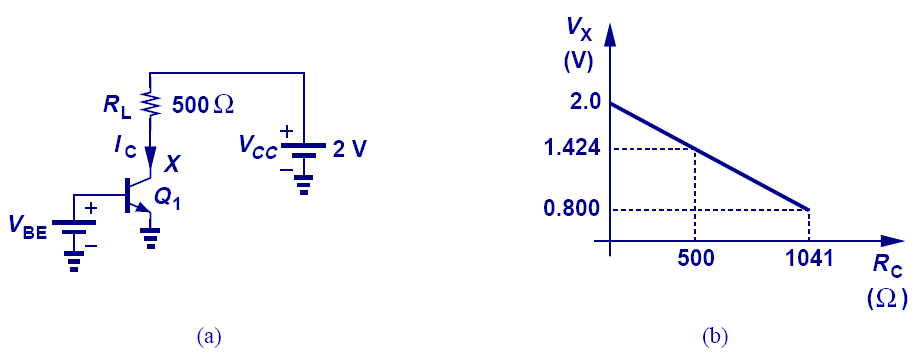 R_L 500 Ω
I_C
X
V_CC + − 2 V
Q_1
V_BE + −
(a)
V_X
(V)
2.0
1.424
0.800
500 1041 R_C
(Ω)
(b)